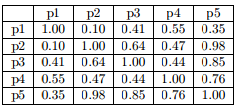 p1 p2 p3 p4 p5
p1 1.00 0.10 0.41 0.55 0.35
p2 0.10 1.00 0.64 0.47 0.98
p3 0.41 0.64 1.00 0.44 0.85
p4 0.55 0.47 0.44 1.00 0.76
p5 0.35 0.98 0.85 0.76 1.00